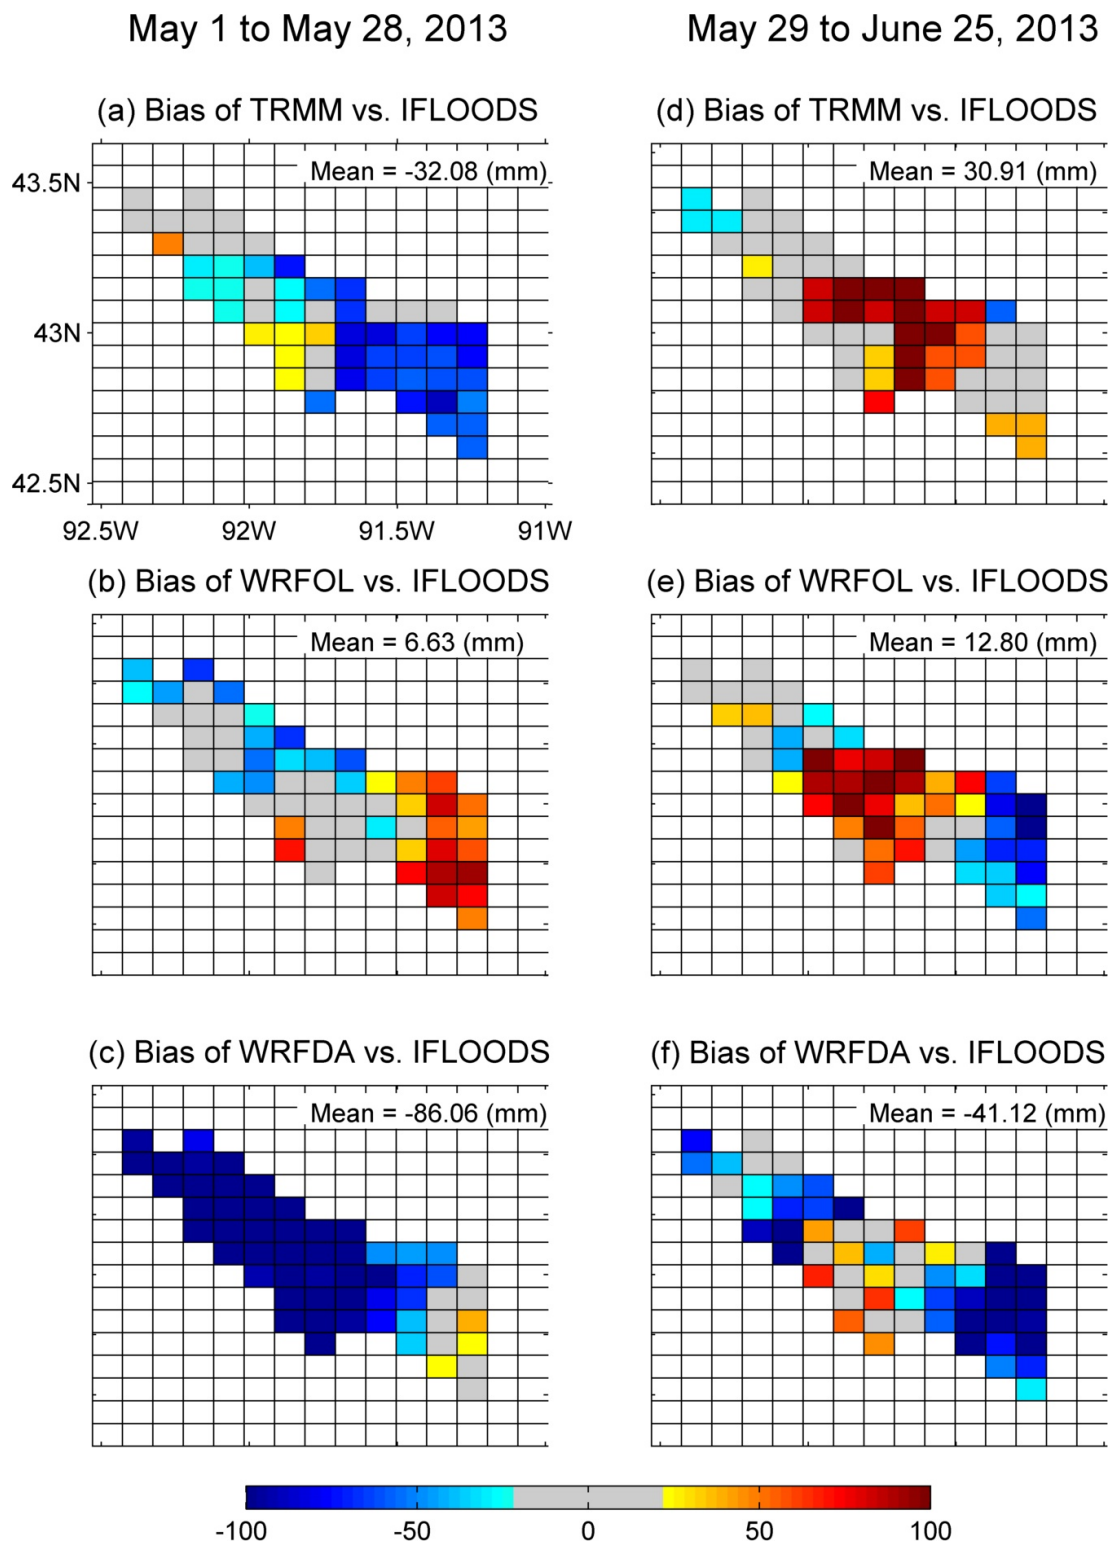 May 1 to May 28, 2013
May 29 to June 25, 2013
(a) Bias of TRMM vs. IFLOODS
(d) Bias of TRMM vs. IFLOODS
Mean = -32.08 (mm)
Mean = 30.91 (mm)
43.5N
43N
42.5N
92.5W 92W 91.5W 91W
(b) Bias of WRFOL vs. IFLOODS
(e) Bias of WRFOL vs. IFLOODS
Mean = 6.63 (mm)
Mean = 12.80 (mm)
(c) Bias of WRFDA vs. IFLOODS
(f) Bias of WRFDA vs. IFLOODS
Mean = -86.06 (mm)
Mean = -41.12 (mm)
-100 -50 0 50 100